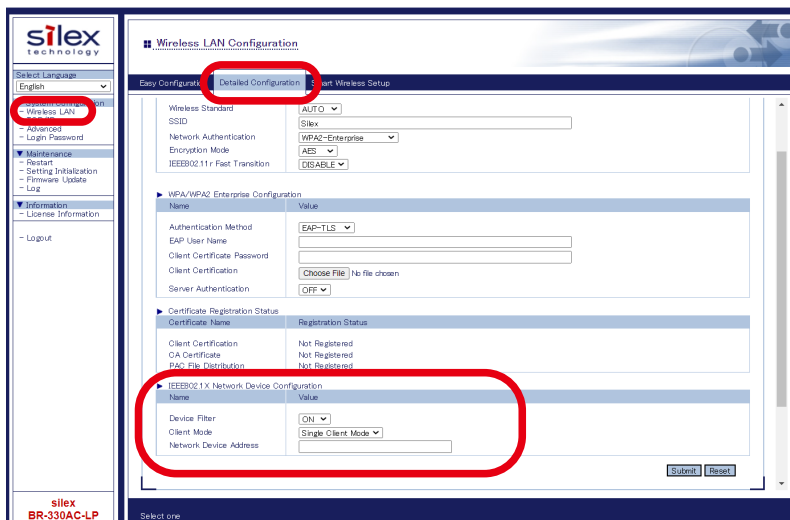 silex
technology
Select Language
English
- Wireless LAN
- Advanced
- Login Password
▼ Maintenance
- Restart
- Setting Initialization
- Firmware Update
- Log
▼ Information
- License Information
- Logout
silex
BR-330AC-LP
Wireless LAN Configuration
Easy Configuration Detailed Configuration Smart Wireless Setup
Wireless Standard AUTO
SSID Silex
Network Authentication WPA2-Enterprise
Encryption Mode AES
IEEE802.11r Fast Transition DISABLE
▶ WPA/WPA2 Enterprise Configuration
Name Value
Authentication Method EAP-TLS
EAP User Name
Client Certificate Password
Client Certification Choose File No file chosen
Server Authentication OFF
▶ Certificate Registration Status
Certificate Name Registration Status
Client Certification Not Registered
CA Certificate Not Registered
PAC File Distribution Not Registered
▶ IEEE802.1X Network Device Configuration
Name Value
Device Filter ON
Client Mode Single Client Mode
Network Device Address
Submit Reset
Select one